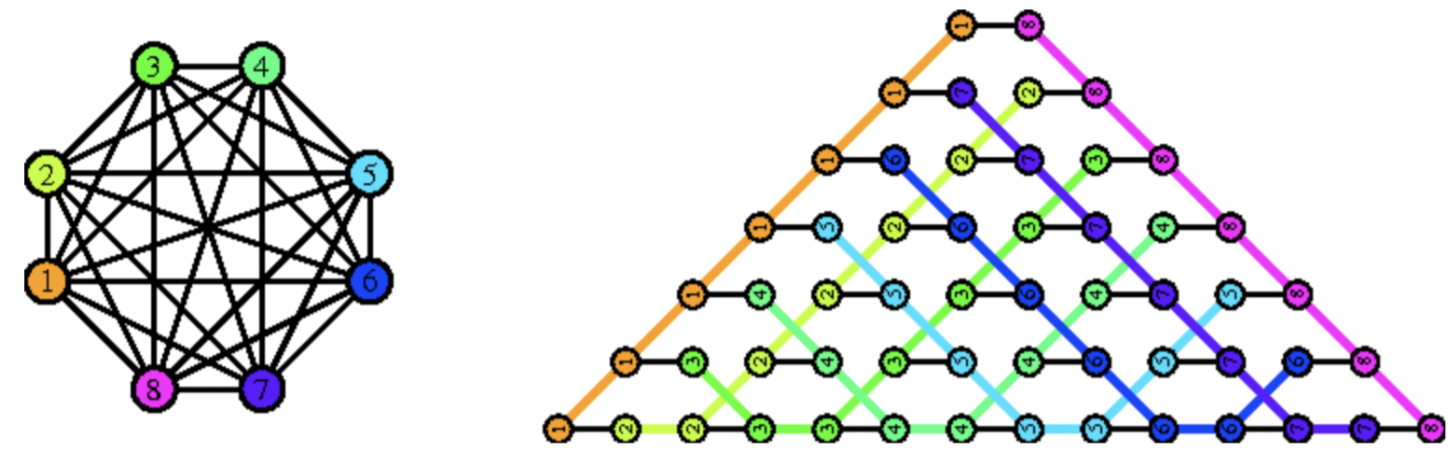 3 4
2 5
1 6
8 7
1 8
1 7 2 8
1 6 2 7 3 8
1 5 2 6 3 7 4 8
1 4 2 5 3 6 4 7 5 8
1 3 2 4 3 5 4 6 5 7 6 8
1 2 2 3 3 4 4 5 5 6 6 7 7 8